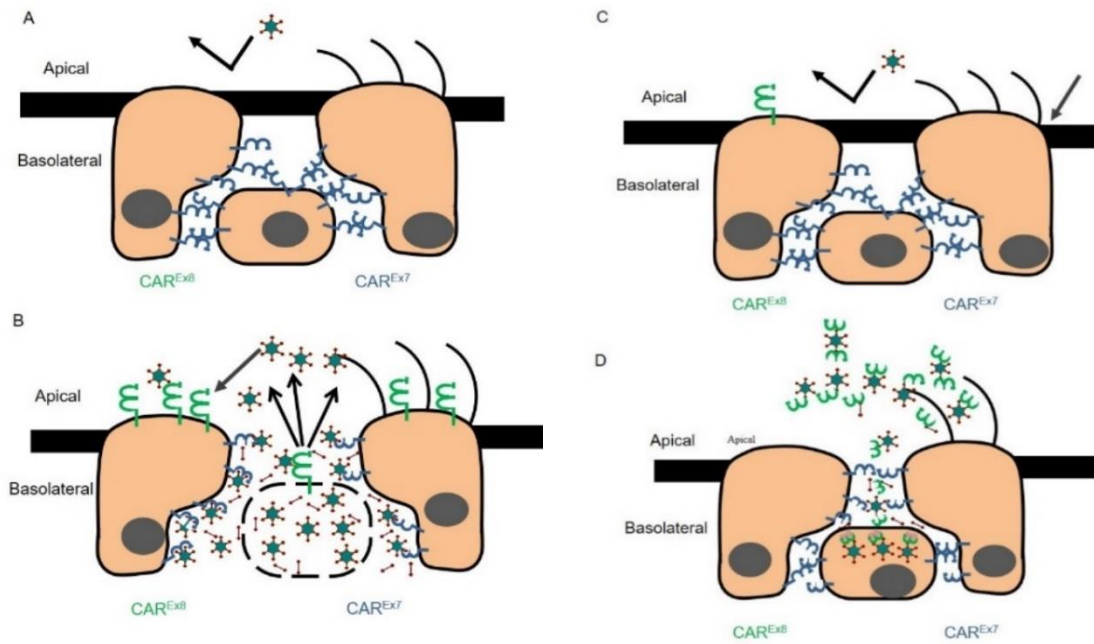 A
Apical
Basolateral
CAR^Ex8 CAR^Ex7
B
Apical
Basolateral
CAR^Ex8 CAR^Ex7
C
Apical
Basolateral
CAR^Ex8 CAR^Ex7
D
Apical Apical
Basolateral
CAR^Ex8 CAR^Ex7